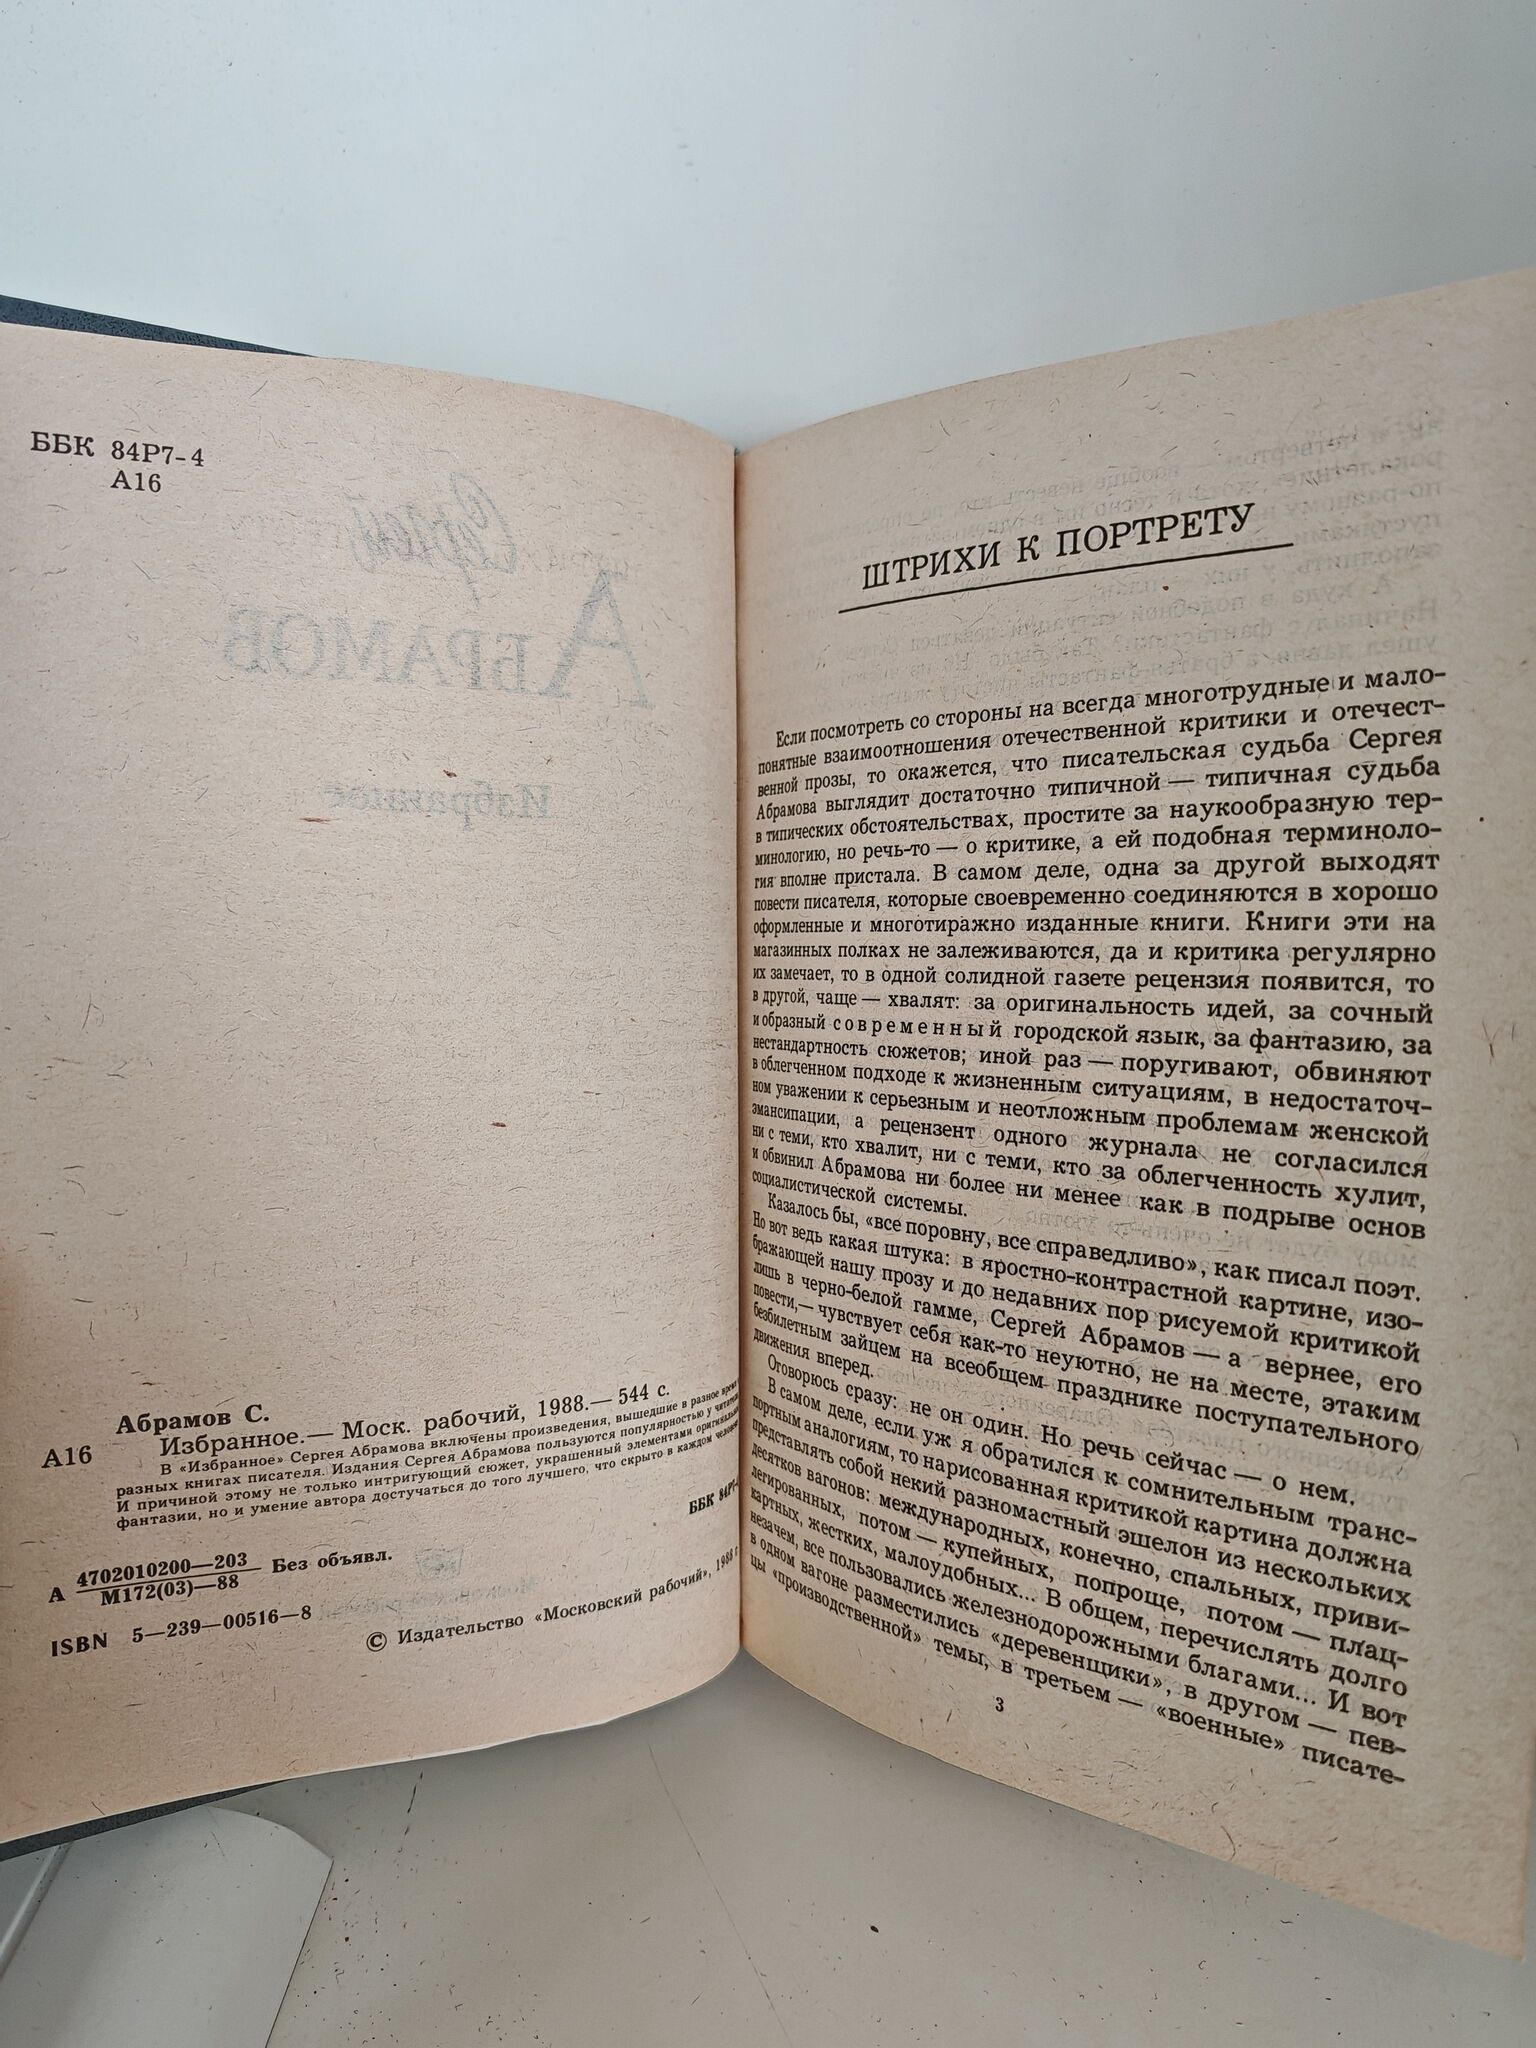 ББК 84Р7-4
А16
Сергей
АБРАМОВ
Избранное
Абрамов С.
А16 Избранное.— Моск. рабочий, 1988.— 544 с.
В «Избранное» Сергея Абрамова включены произведения, вышедшие в разное время в
разных книгах писателя. Издания Сергея Абрамова пользуются популярностью у
И причиной этому не только интригующий сюжет, украшенный элементами
фантазии, но и умение автора достучаться до того лучшего, что скрыто в каждом
ББК 84Р7-
А 4702010200—203 Без объявл.
М172(03)—88
ISBN 5—239—00516—8
© Издательство «Московский рабочий», 1988 г.
ШТРИХИ К ПОРТРЕТУ
Если посмотреть со стороны на всегда многотрудные и мало-
понятные взаимоотношения отечественной критики и отечест-
венной прозы, то окажется, что писательская судьба Сергея
Абрамова выглядит достаточно типичной — типичная судьба
в типических обстоятельствах, простите за наукообразную тер-
минологию, но речь-то — о критике, а ей подобная терминоло-
гия вполне пристала. В самом деле, одна за другой выходят
повести писателя, которые своевременно соединяются в хорошо
оформленные и многотиражно изданные книги. Книги эти на
магазинных полках не залеживаются, да и критика регулярно
их замечает, то в одной солидной газете рецензия появится, то
в другой, чаще — хвалят: за оригинальность идей, за сочный
и образный современный городской язык, за фантазию, за
нестандартность сюжетов; иной раз — поругивают, обвиняют
в облегченном подходе к жизненным ситуациям, в недостаточ-
ном уважении к серьезным и неотложным проблемам женской
эмансипации, а рецензент одного журнала не согласился
ни с теми, кто хвалит, ни с теми, кто за облегченность хулит,
и обвинил Абрамова ни более ни менее как в подрыве основ
социалистической системы.
Казалось бы, «все поровну, все справедливо», как писал поэт.
Но вот ведь какая штука: в яростно-контрастной картине, изо-
бражающей нашу прозу и до недавних пор рисуемой критикой
лишь в черно-белой гамме, Сергей Абрамов — а вернее, его
повести,— чувствует себя как-то неуютно, не на месте, этаким
безбилетным зайцем на всеобщем празднике поступательного
движения вперед.
Оговорюсь сразу: не он один. Но речь сейчас — о нем.
В самом деле, если уж я обратился к сомнительным транс-
портным аналогиям, то нарисованная критикой картина должна
представлять собой некий разномастный эшелон из нескольких
десятков вагонов: международных, конечно, спальных, приви-
легированных, потом — купейных, попроще, потом — плац-
картных, жестких, малоудобных... В общем, перечислять долго
незачем, все пользовались железнодорожными благами... И вот
в одном вагоне разместились «деревенщики», в другом — пев-
цы «производственной» темы, в третьем — «военные» писате-
3